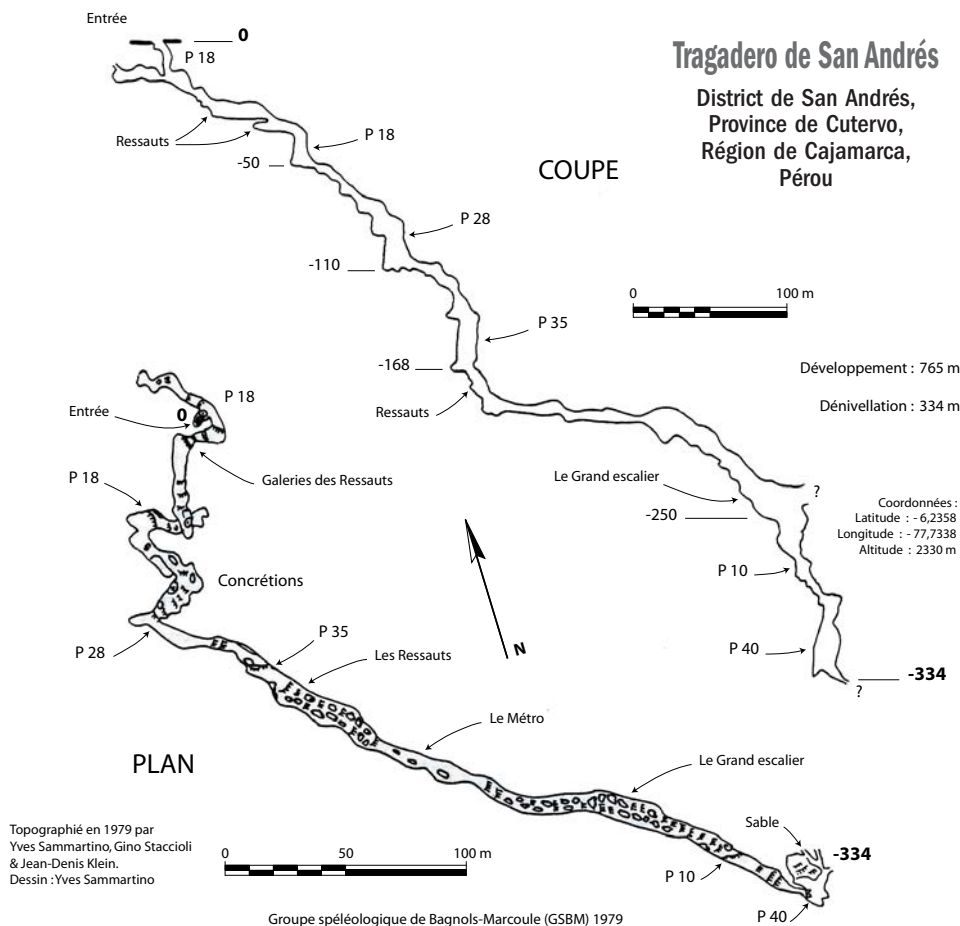 Tragadero de San Andrés
District de San Andrés,
Province de Cutervo,
Région de Cajamarca,
Pérou
COUPE
Entrée
0
P 18
Ressauts
P 18
-50
P 28
-110
0 100 m
P 35
-168
Ressauts
Développement : 765 m
Dénivellation : 334 m
Le Grand escalier
?
-250
Coordonnées :
Latitude : - 6,2358
Longitude : - 77,7338
Altitude : 2330 m
P 10
P 40
-334
?
P 18
Entrée
0
Galeries des Ressauts
P 18
Concrétions
N
P 28
P 35
Les Ressauts
Le Métro
PLAN
Le Grand escalier
Sable
-334
P 10
P 40
Topographié en 1979 par
Yves Sammartino, Gino Staccioli
& Jean-Denis Klein.
Dessin : Yves Sammartino
0 50 100 m
Groupe spéléologique de Bagnols-Marcoule (GSBM) 1979